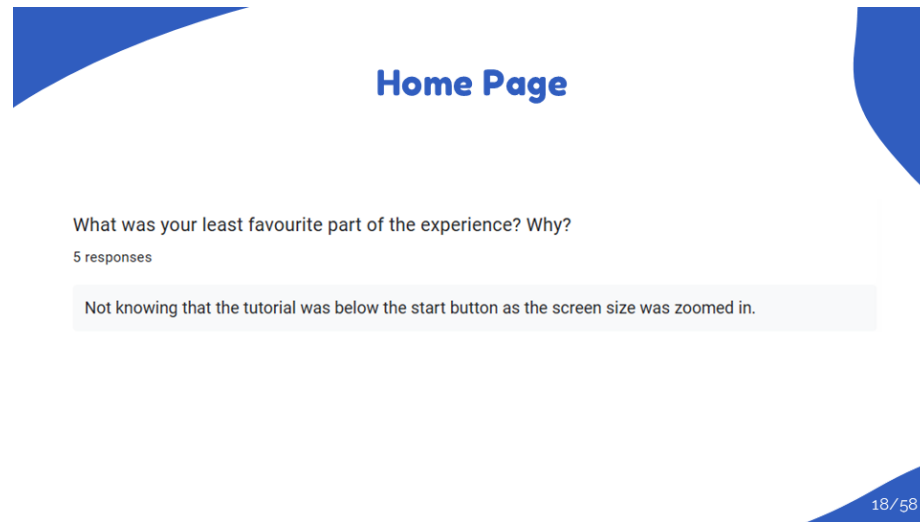 Home Page
What was your least favourite part of the experience? Why?
5 responses
Not knowing that the tutorial was below the start button as the screen size was zoomed in.
18/58